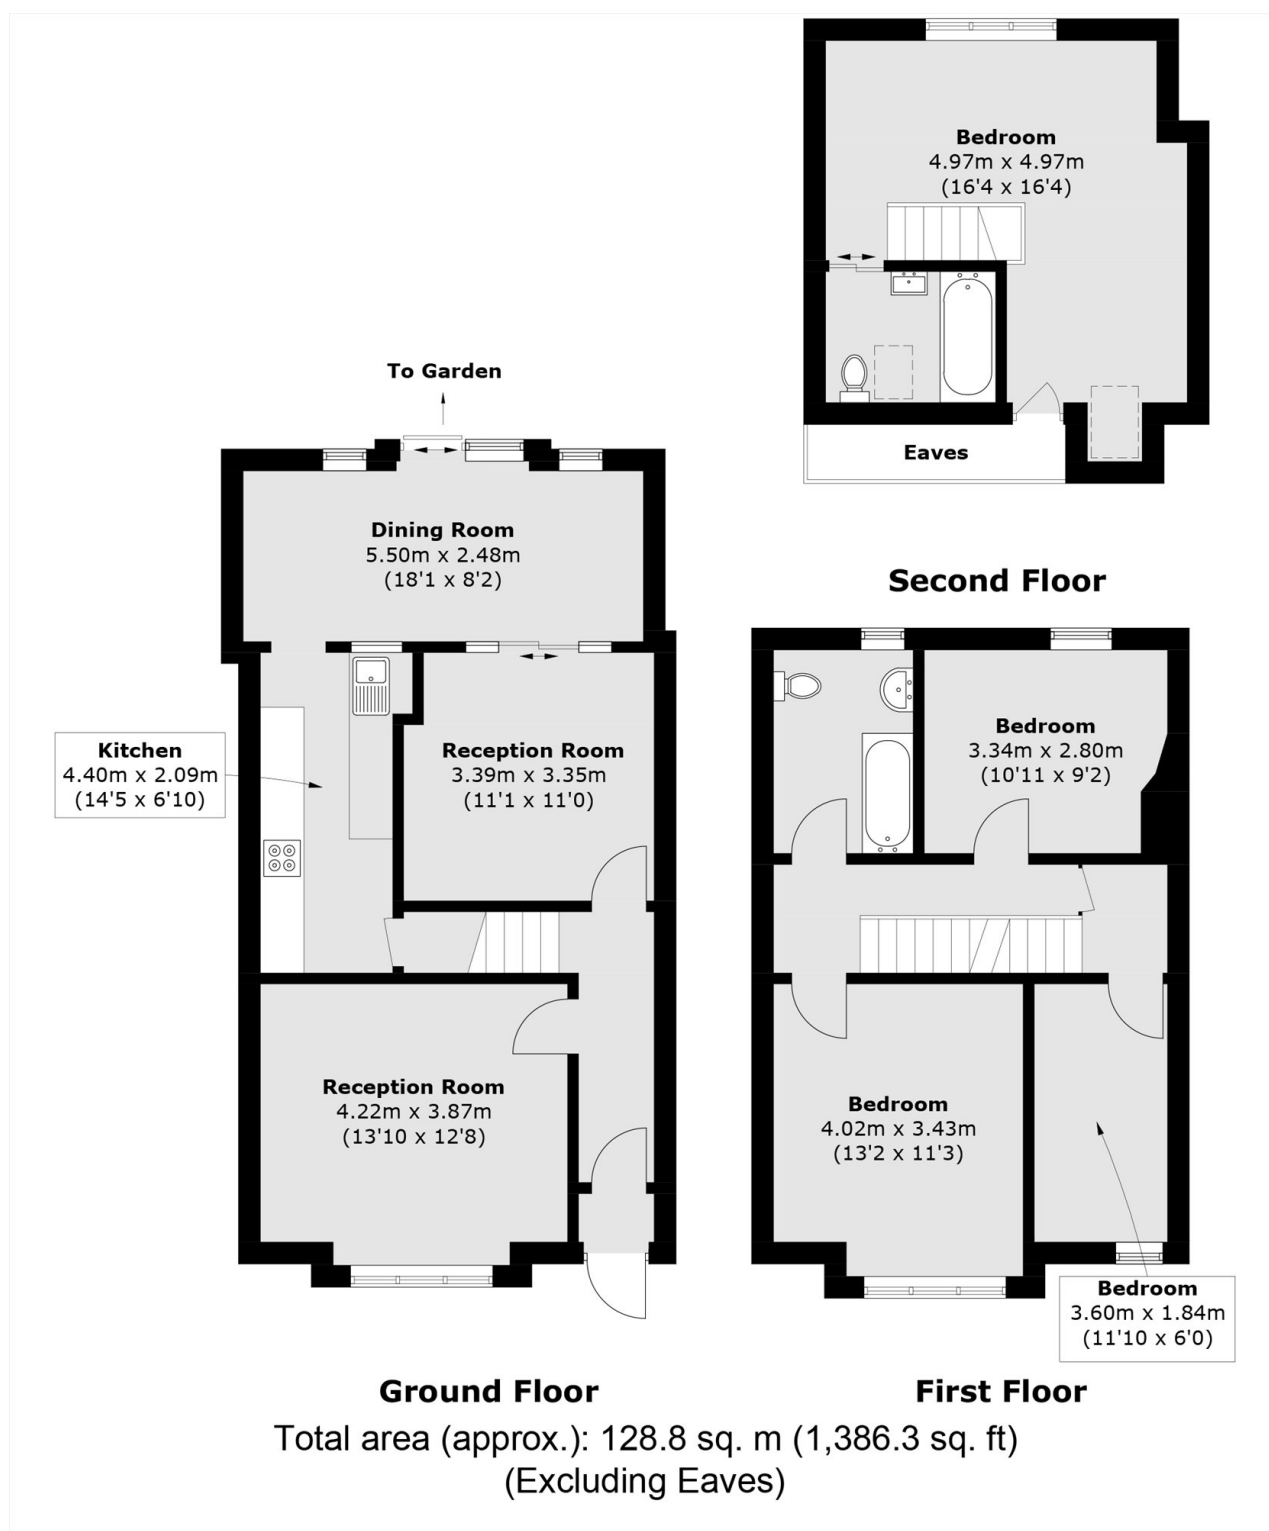 Bedroom
4.97m x 4.97m
(16'4 x 16'4)
Eaves
Second Floor
To Garden
Dining Room
5.50m x 2.48m
(18'1 x 8'2)
Kitchen
4.40m x 2.09m
(14'5 x 6'10)
Reception Room
3.39m x 3.35m
(11'1 x 11'0)
Reception Room
4.22m x 3.87m
(13'10 x 12'8)
Ground Floor
Bedroom
3.34m x 2.80m
(10'11 x 9'2)
Bedroom
4.02m x 3.43m
(13'2 x 11'3)
Bedroom
3.60m x 1.84m
(11'10 x 6'0)
First Floor
Total area (approx.): 128.8 sq. m (1,386.3 sq. ft)
(Excluding Eaves)